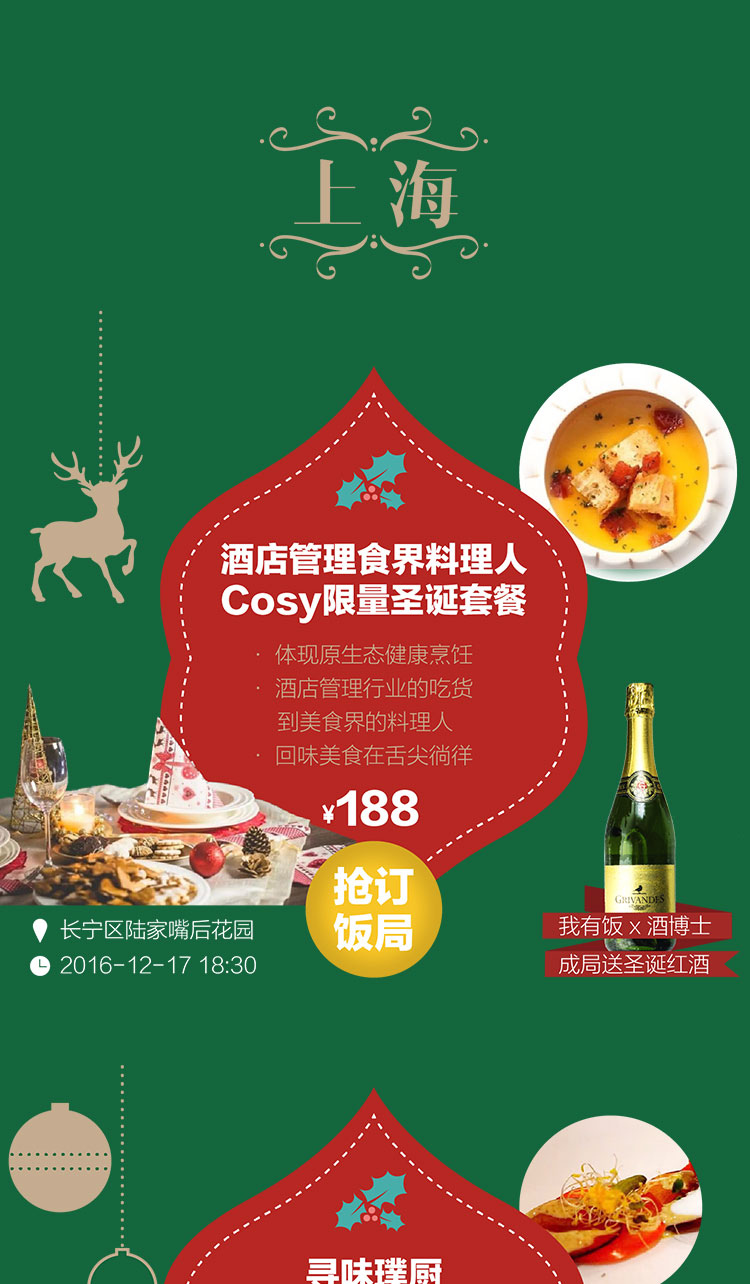 上海
酒店管理食界料理人
Cosy限量圣诞套餐
· 体现原生态健康烹饪
· 酒店管理行业的吃货
到美食界的料理人
· 回味美食在舌尖徜徉
¥188
抢订
饭局
长宁区陆家嘴后花园
2016-12-17 18:30
GRIVANDES
我有饭 x 酒博士
成局送圣诞红酒
寻味璞厨